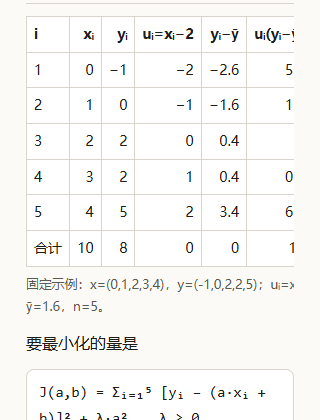 i xᵢ yᵢ uᵢ=xᵢ−2 yᵢ−ȳ uᵢ(yᵢ−
1 0 −1 −2 −2.6 5
2 1 0 −1 −1.6 1
3 2 2 0 0.4
4 3 2 1 0.4 0
5 4 5 2 3.4 6
合计 10 8 0 0 1
固定示例：x=(0,1,2,3,4)，y=(-1,0,2,2,5)；uᵢ=x
ȳ=1.6，n=5。
要最小化的量是
J(a,b) = Σᵢ₌₁⁵ [yᵢ − (a·xᵢ +
b)]² + λ·a², λ ≥ 0